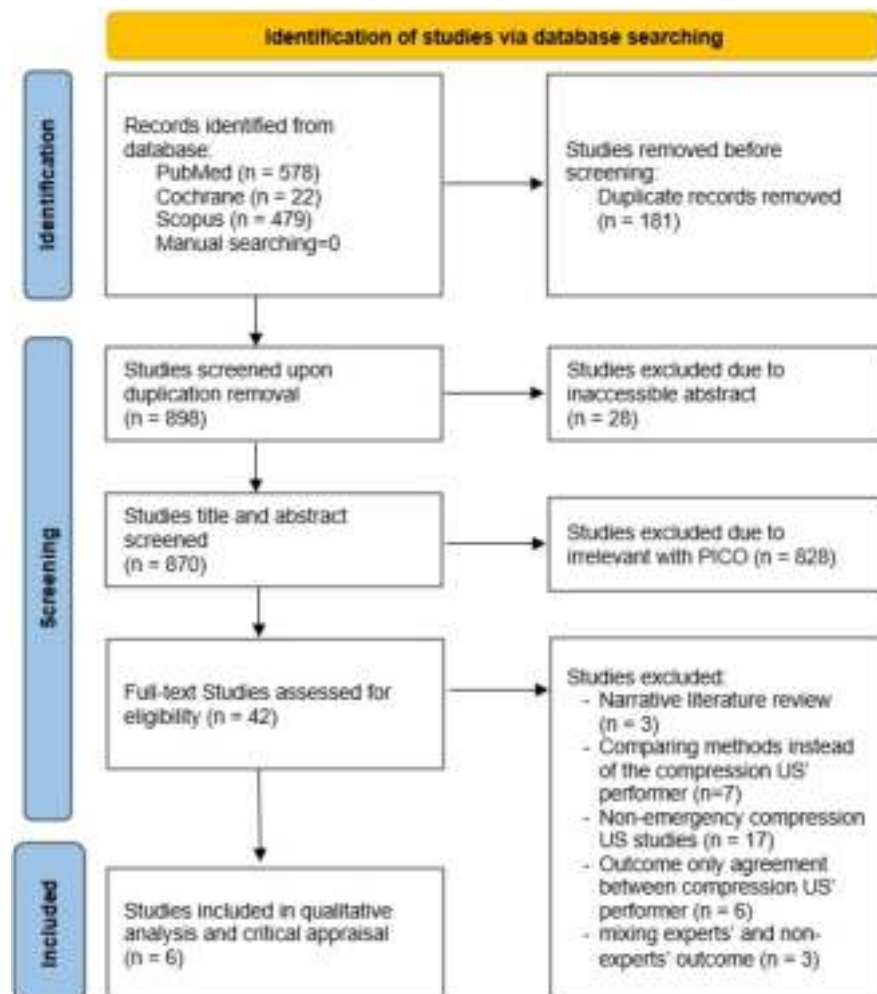 Identification of studies via database searching
Identification
Records identified from
database:
PubMed (n = 578)
Cochrane (n = 22)
Scopus (n = 479)
Manual searching=0
Studies removed before
screening:
Duplicate records removed
(n = 181)
Screening
Studies screened upon
duplication removal
(n = 898)
Studies excluded due to
inaccessible abstract
(n = 28)
Studies title and abstract
screened
(n = 870)
Studies excluded due to
irrelevant with PICO (n = 828)
Full-text Studies assessed for
eligibility (n = 42)
Studies excluded:
- Narrative literature review
(n = 3)
- Comparing methods instead
of the compression US'
performer (n=7)
- Non-emergency compression
US studies (n = 17)
- Outcome only agreement
between compression US'
performer (n = 6)
- mixing experts' and non-
experts' outcome (n = 3)
Included
Studies included in qualitative
analysis and critical appraisal
(n = 6)